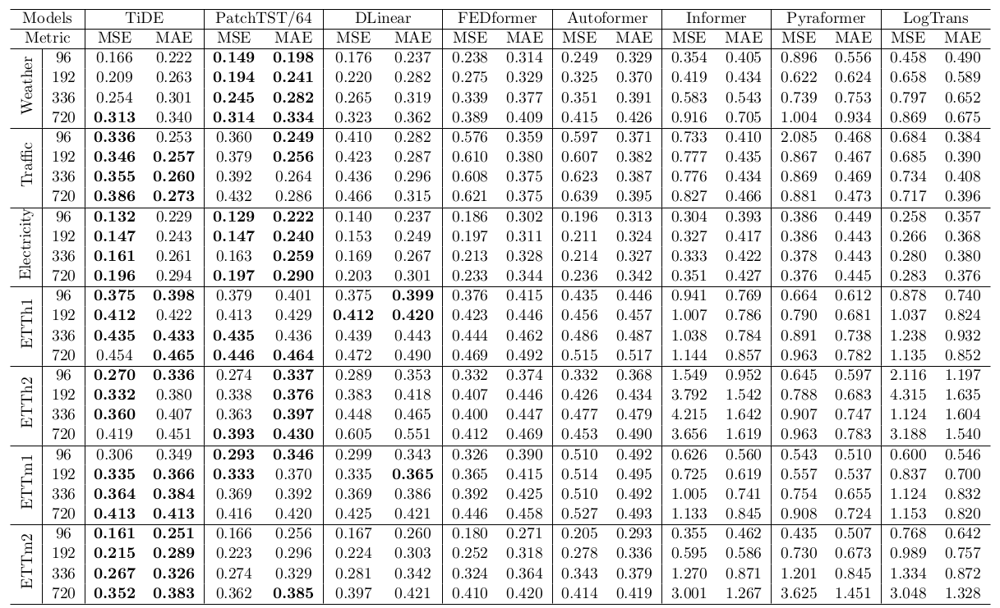 Models TiDE PatchTST/64 DLinear FEDformer Autoformer Informer Pyraformer LogTrans
Metric MSE MAE MSE MAE MSE MAE MSE MAE MSE MAE MSE MAE MSE MAE MSE MAE
Weather
96 0.166 0.222 0.149 0.198 0.176 0.237 0.238 0.314 0.249 0.329 0.354 0.405 0.896 0.556 0.458 0.490
192 0.209 0.263 0.194 0.241 0.220 0.282 0.275 0.329 0.325 0.370 0.419 0.434 0.622 0.624 0.658 0.589
336 0.254 0.301 0.245 0.282 0.265 0.319 0.339 0.377 0.351 0.391 0.583 0.543 0.739 0.753 0.797 0.652
720 0.313 0.340 0.314 0.334 0.323 0.362 0.389 0.409 0.415 0.426 0.916 0.705 1.004 0.934 0.869 0.675
Traffic
96 0.336 0.253 0.360 0.249 0.410 0.282 0.576 0.359 0.597 0.371 0.733 0.410 2.085 0.468 0.684 0.384
192 0.346 0.257 0.379 0.256 0.423 0.287 0.610 0.380 0.607 0.382 0.777 0.435 0.867 0.467 0.685 0.390
336 0.355 0.260 0.392 0.264 0.436 0.296 0.608 0.375 0.623 0.387 0.776 0.434 0.869 0.469 0.734 0.408
720 0.386 0.273 0.432 0.286 0.466 0.315 0.621 0.375 0.639 0.395 0.827 0.466 0.881 0.473 0.717 0.396
Electricity
96 0.132 0.229 0.129 0.222 0.140 0.237 0.186 0.302 0.196 0.313 0.304 0.393 0.386 0.449 0.258 0.357
192 0.147 0.243 0.147 0.240 0.153 0.249 0.197 0.311 0.211 0.324 0.327 0.417 0.386 0.443 0.266 0.368
336 0.161 0.261 0.163 0.259 0.169 0.267 0.213 0.328 0.214 0.327 0.333 0.422 0.378 0.443 0.280 0.380
720 0.196 0.294 0.197 0.290 0.203 0.301 0.233 0.344 0.236 0.342 0.351 0.427 0.376 0.445 0.283 0.376
ETTh1
96 0.375 0.398 0.379 0.401 0.375 0.399 0.376 0.415 0.435 0.446 0.941 0.769 0.664 0.612 0.878 0.740
192 0.412 0.422 0.413 0.429 0.412 0.420 0.423 0.446 0.456 0.457 1.007 0.786 0.790 0.681 1.037 0.824
336 0.435 0.433 0.435 0.436 0.439 0.443 0.444 0.462 0.486 0.487 1.038 0.784 0.891 0.738 1.238 0.932
720 0.454 0.465 0.446 0.464 0.472 0.490 0.469 0.492 0.515 0.517 1.144 0.857 0.963 0.782 1.135 0.852
ETTh2
96 0.270 0.336 0.274 0.337 0.289 0.353 0.332 0.374 0.332 0.368 1.549 0.952 0.645 0.597 2.116 1.197
192 0.332 0.380 0.338 0.376 0.383 0.418 0.407 0.446 0.426 0.434 3.792 1.542 0.788 0.683 4.315 1.635
336 0.360 0.407 0.363 0.397 0.448 0.465 0.400 0.447 0.477 0.479 4.215 1.642 0.907 0.747 1.124 1.604
720 0.419 0.451 0.393 0.430 0.605 0.551 0.412 0.469 0.453 0.490 3.656 1.619 0.963 0.783 3.188 1.540
ETTm1
96 0.306 0.349 0.293 0.346 0.299 0.343 0.326 0.390 0.510 0.492 0.626 0.560 0.543 0.510 0.600 0.546
192 0.335 0.366 0.333 0.370 0.335 0.365 0.365 0.415 0.514 0.495 0.725 0.619 0.557 0.537 0.837 0.700
336 0.364 0.384 0.369 0.392 0.369 0.386 0.392 0.425 0.510 0.492 1.005 0.741 0.754 0.655 1.124 0.832
720 0.413 0.413 0.416 0.420 0.425 0.421 0.446 0.458 0.527 0.493 1.133 0.845 0.908 0.724 1.153 0.820
ETTm2
96 0.161 0.251 0.166 0.256 0.167 0.260 0.180 0.271 0.205 0.293 0.355 0.462 0.435 0.507 0.768 0.642
192 0.215 0.289 0.223 0.296 0.224 0.303 0.252 0.318 0.278 0.336 0.595 0.586 0.730 0.673 0.989 0.757
336 0.267 0.326 0.274 0.329 0.281 0.342 0.324 0.364 0.343 0.379 1.270 0.871 1.201 0.845 1.334 0.872
720 0.352 0.383 0.362 0.385 0.397 0.421 0.410 0.420 0.414 0.419 3.001 1.267 3.625 1.451 3.048 1.328